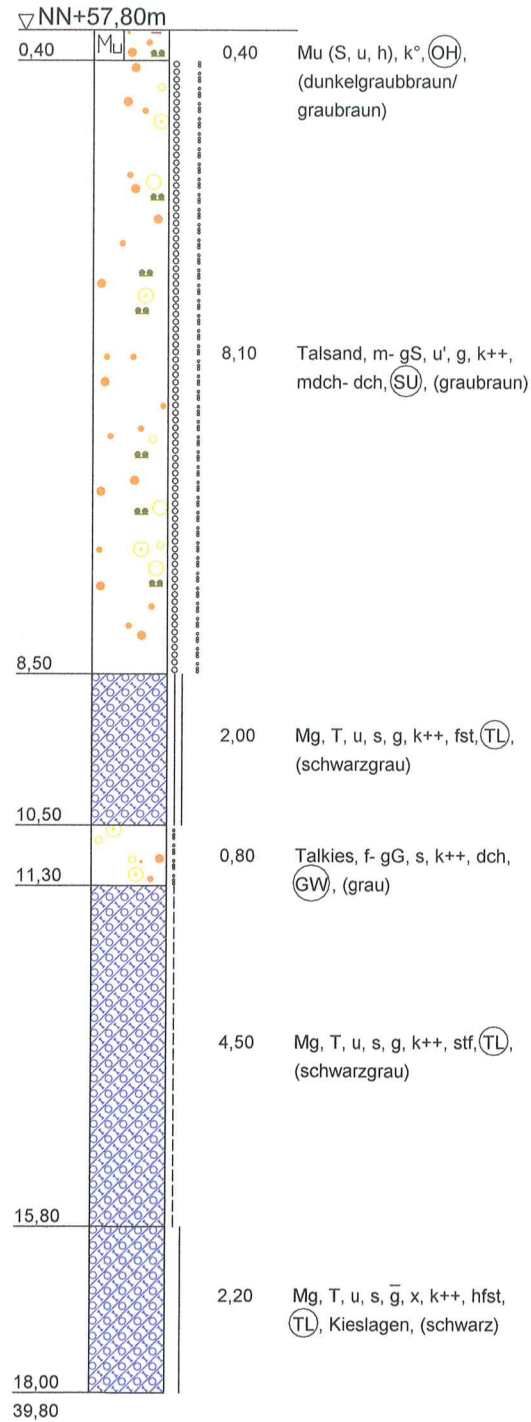 ▽ NN+57,80m
Mu
0,40 0,40 Mu (S, u, h), k°, OH,
(dunkelgraubbraun/
graubraun)
8,10 Talsand, m- gS, u', g, k++,
mdch- dch, SU, (graubraun)
8,50
2,00 Mg, T, u, s, g, k++, fst, TL,
(schwarzgrau)
10,50
0,80 Talkies, f- gG, s, k++, dch,
GW, (grau)
11,30
4,50 Mg, T, u, s, g, k++, stf, TL,
(schwarzgrau)
15,80
2,20 Mg, T, u, s, g̅, x, k++, hfst,
TL, Kieslagen, (schwarz)
18,00
39,80